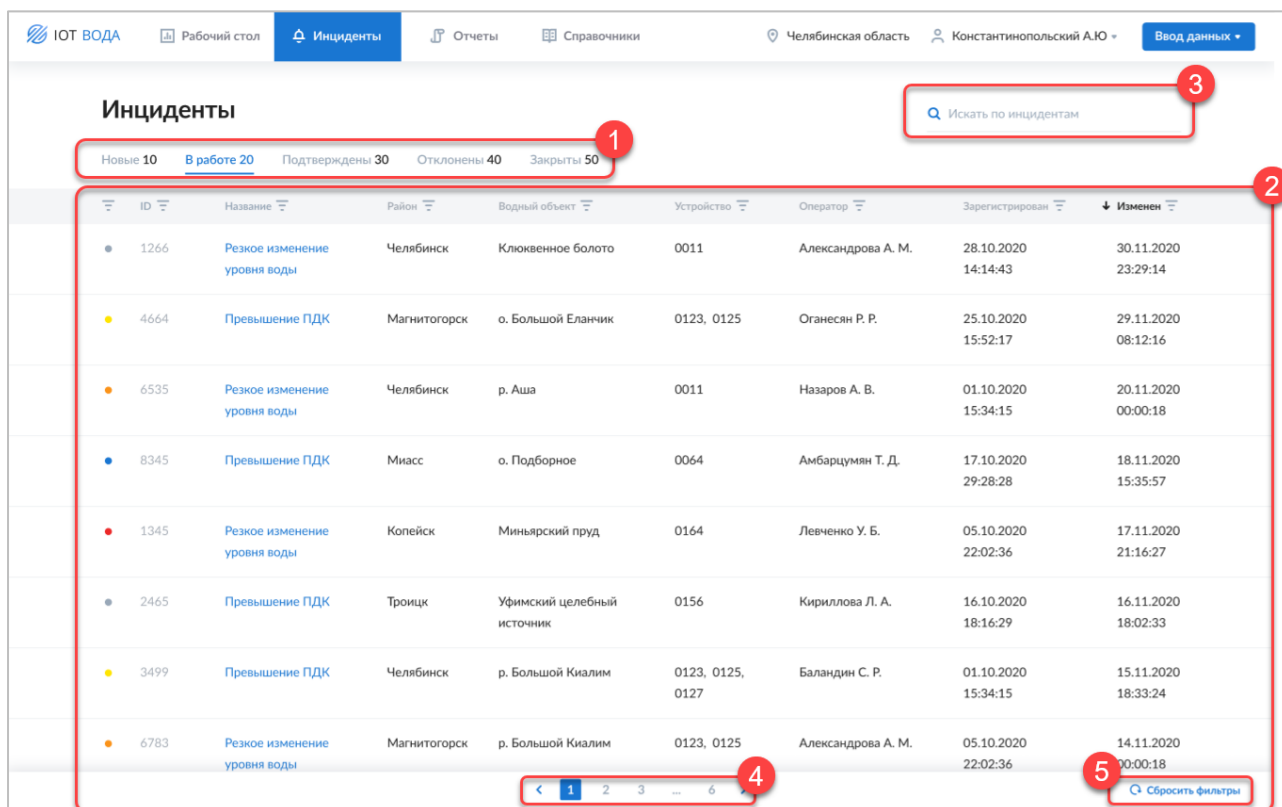 IOT ВОДА Рабочий стол Инциденты Отчеты Справочники Челябинская область Константинопольский А.Ю Ввод данных
Инциденты
3
Искать по инцидентам
1
Новые 10 В работе 20 Подтверждены 30 Отклонены 40 Закрыты 50
2
ID Название Район Водный объект Устройство Оператор Зарегистрирован Изменен
1266 Резкое изменение Челябинск Клюквенное болото 0011 Александрова А. М. 28.10.2020 30.11.2020
уровня воды 14:14:43 23:29:14
4664 Превышение ПДК Магнитогорск о. Большой Еланчик 0123, 0125 Оганесян Р. Р. 25.10.2020 29.11.2020
15:52:17 08:12:16
6535 Резкое изменение Челябинск р. Аша 0011 Назаров А. В. 01.10.2020 20.11.2020
уровня воды 15:34:15 00:00:18
8345 Превышение ПДК Миасс о. Подборное 0064 Амбарцумян Т. Д. 17.10.2020 18.11.2020
29:28:28 15:35:57
1345 Резкое изменение Копейск Миньярский пруд 0164 Левченко У. Б. 05.10.2020 17.11.2020
уровня воды 22:02:36 21:16:27
2465 Превышение ПДК Троицк Уфимский целебный 0156 Кириллова Л. А. 16.10.2020 16.11.2020
источник 18:16:29 18:02:33
3499 Превышение ПДК Челябинск р. Большой Киалим 0123, 0125, Баландин С. Р. 01.10.2020 15.11.2020
0127 15:34:15 18:33:24
6783 Резкое изменение Магнитогорск р. Большой Киалим 0123, 0125 Александрова А. М. 05.10.2020 14.11.2020
уровня воды 22:02:36 00:00:18
4
5
1 2 3 ... 6 Сбросить фильтры